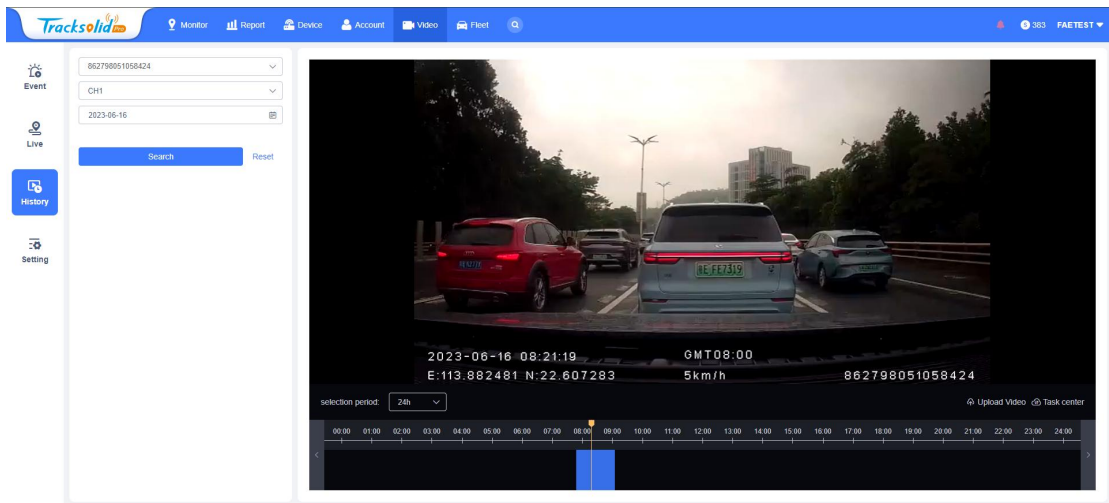 Tracksolid PRO
Monitor Report Device Account Video Fleet 383 FAETEST
Event
Live
History
Setting
862798051058424
CH1
2023-06-16
Search Reset
FE7319
2023-06-16 08:21:19 GMT08:00
E:113.882481 N:22.607283 5km/h 862798051058424
selection period: 24h Upload Video Task center
00:00 01:00 02:00 03:00 04:00 05:00 06:00 07:00 08:00 09:00 10:00 11:00 12:00 13:00 14:00 15:00 16:00 17:00 18:00 19:00 20:00 21:00 22:00 23:00 24:00